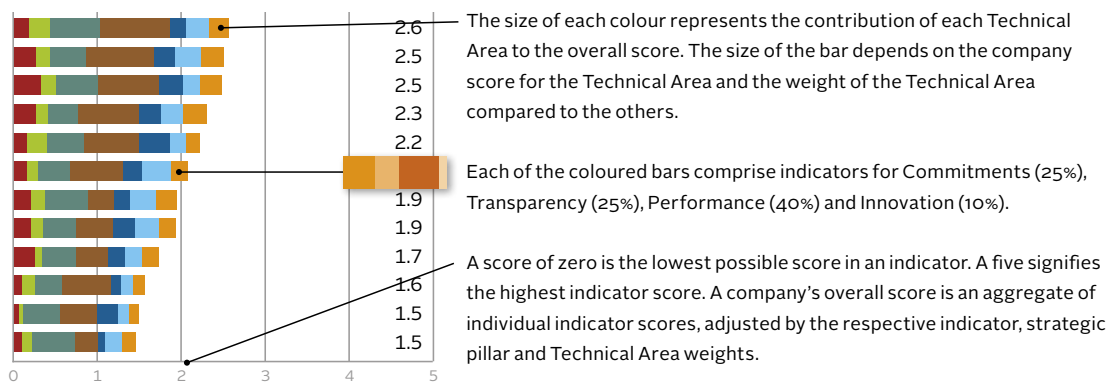 2.6
2.5
2.5
2.3
2.2
1.9
1.9
1.7
1.6
1.5
1.5
0 1 2 3 4 5
The size of each colour represents the contribution of each Technical
Area to the overall score. The size of the bar depends on the company
score for the Technical Area and the weight of the Technical Area
compared to the others.
Each of the coloured bars comprise indicators for Commitments (25%),
Transparency (25%), Performance (40%) and Innovation (10%).
A score of zero is the lowest possible score in an indicator. A five signifies
the highest indicator score. A company’s overall score is an aggregate of
individual indicator scores, adjusted by the respective indicator, strategic
pillar and Technical Area weights.